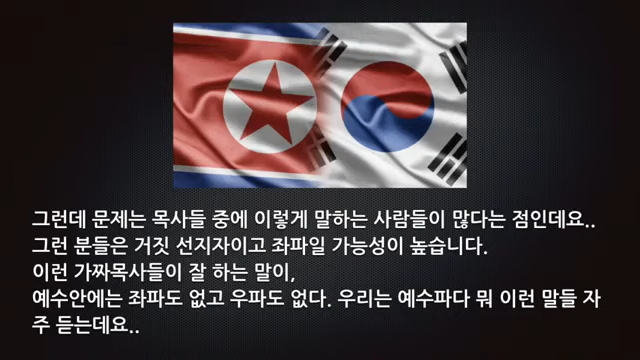 그런데 문제는 목사들 중에 이렇게 말하는 사람들이 많다는 점인데요..
그런 분들은 거짓 선지자이고 좌파일 가능성이 높습니다.
이런 가짜목사들이 잘 하는 말이,
예수안에는 좌파도 없고 우파도 없다. 우리는 예수파다 뭐 이런 말들 자
주 듣는데요..